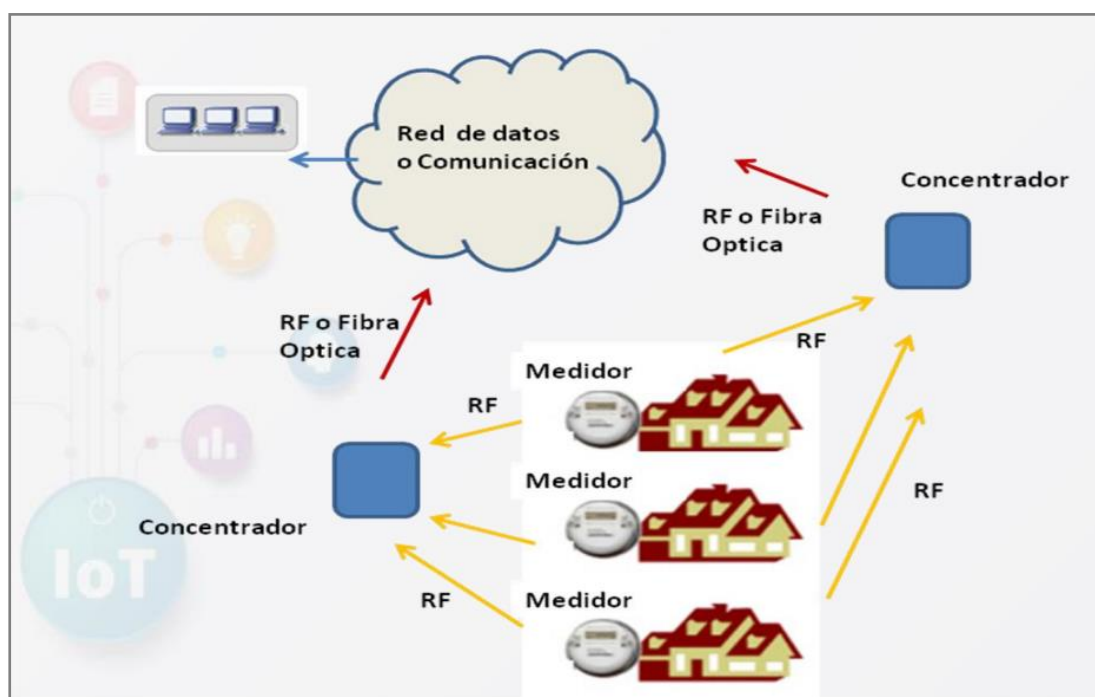 Red de datos
o Comunicación
Concentrador
RF o Fibra
Optica
RF o Fibra
Optica
RF
Medidor
RF
Medidor
RF
Concentrador
RF
Medidor
IoT